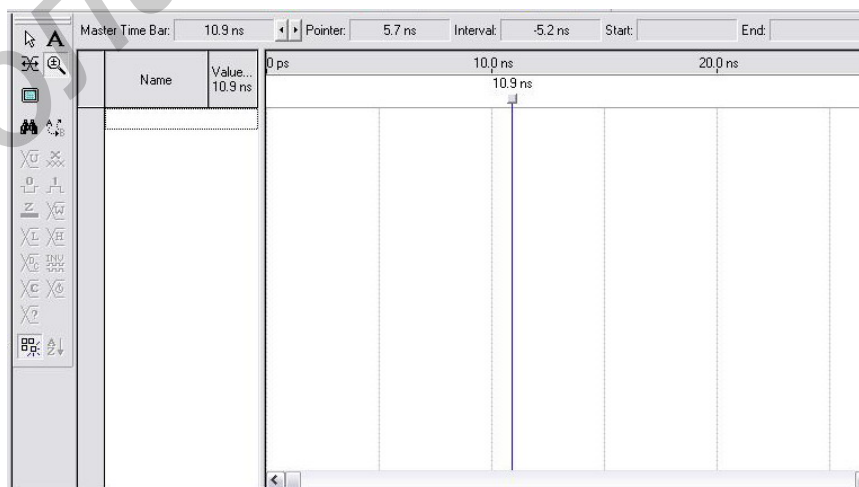 Master Time Bar: 10.9 ns Pointer: 5.7 ns Interval: -5.2 ns Start: End:
A
Name Value... 10.9 ns
0 ps 10.0 ns 20.0 ns
10.9 ns